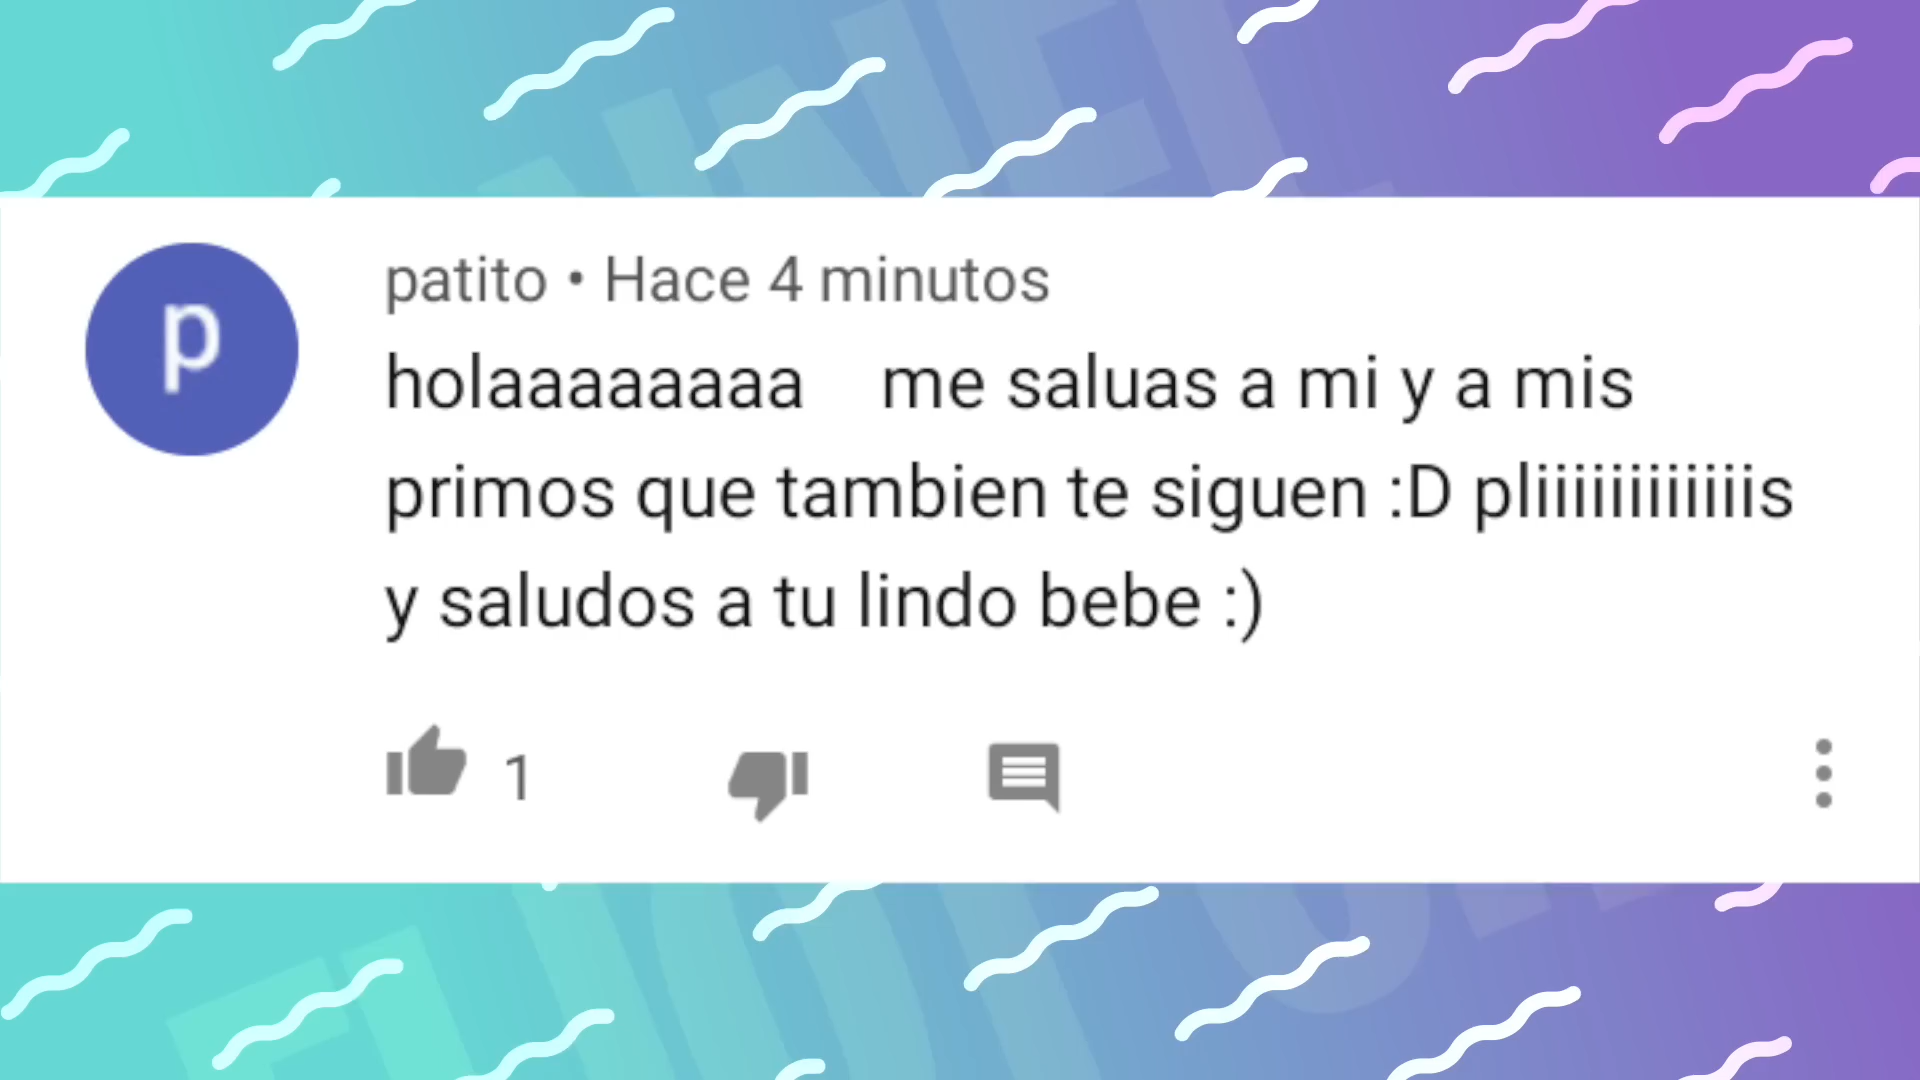 p
patito • Hace 4 minutos
holaaaaaaaa me saluas a mi y a mis
primos que tambien te siguen :D pliiiiiiiiiiiis
y saludos a tu lindo bebe :)
1